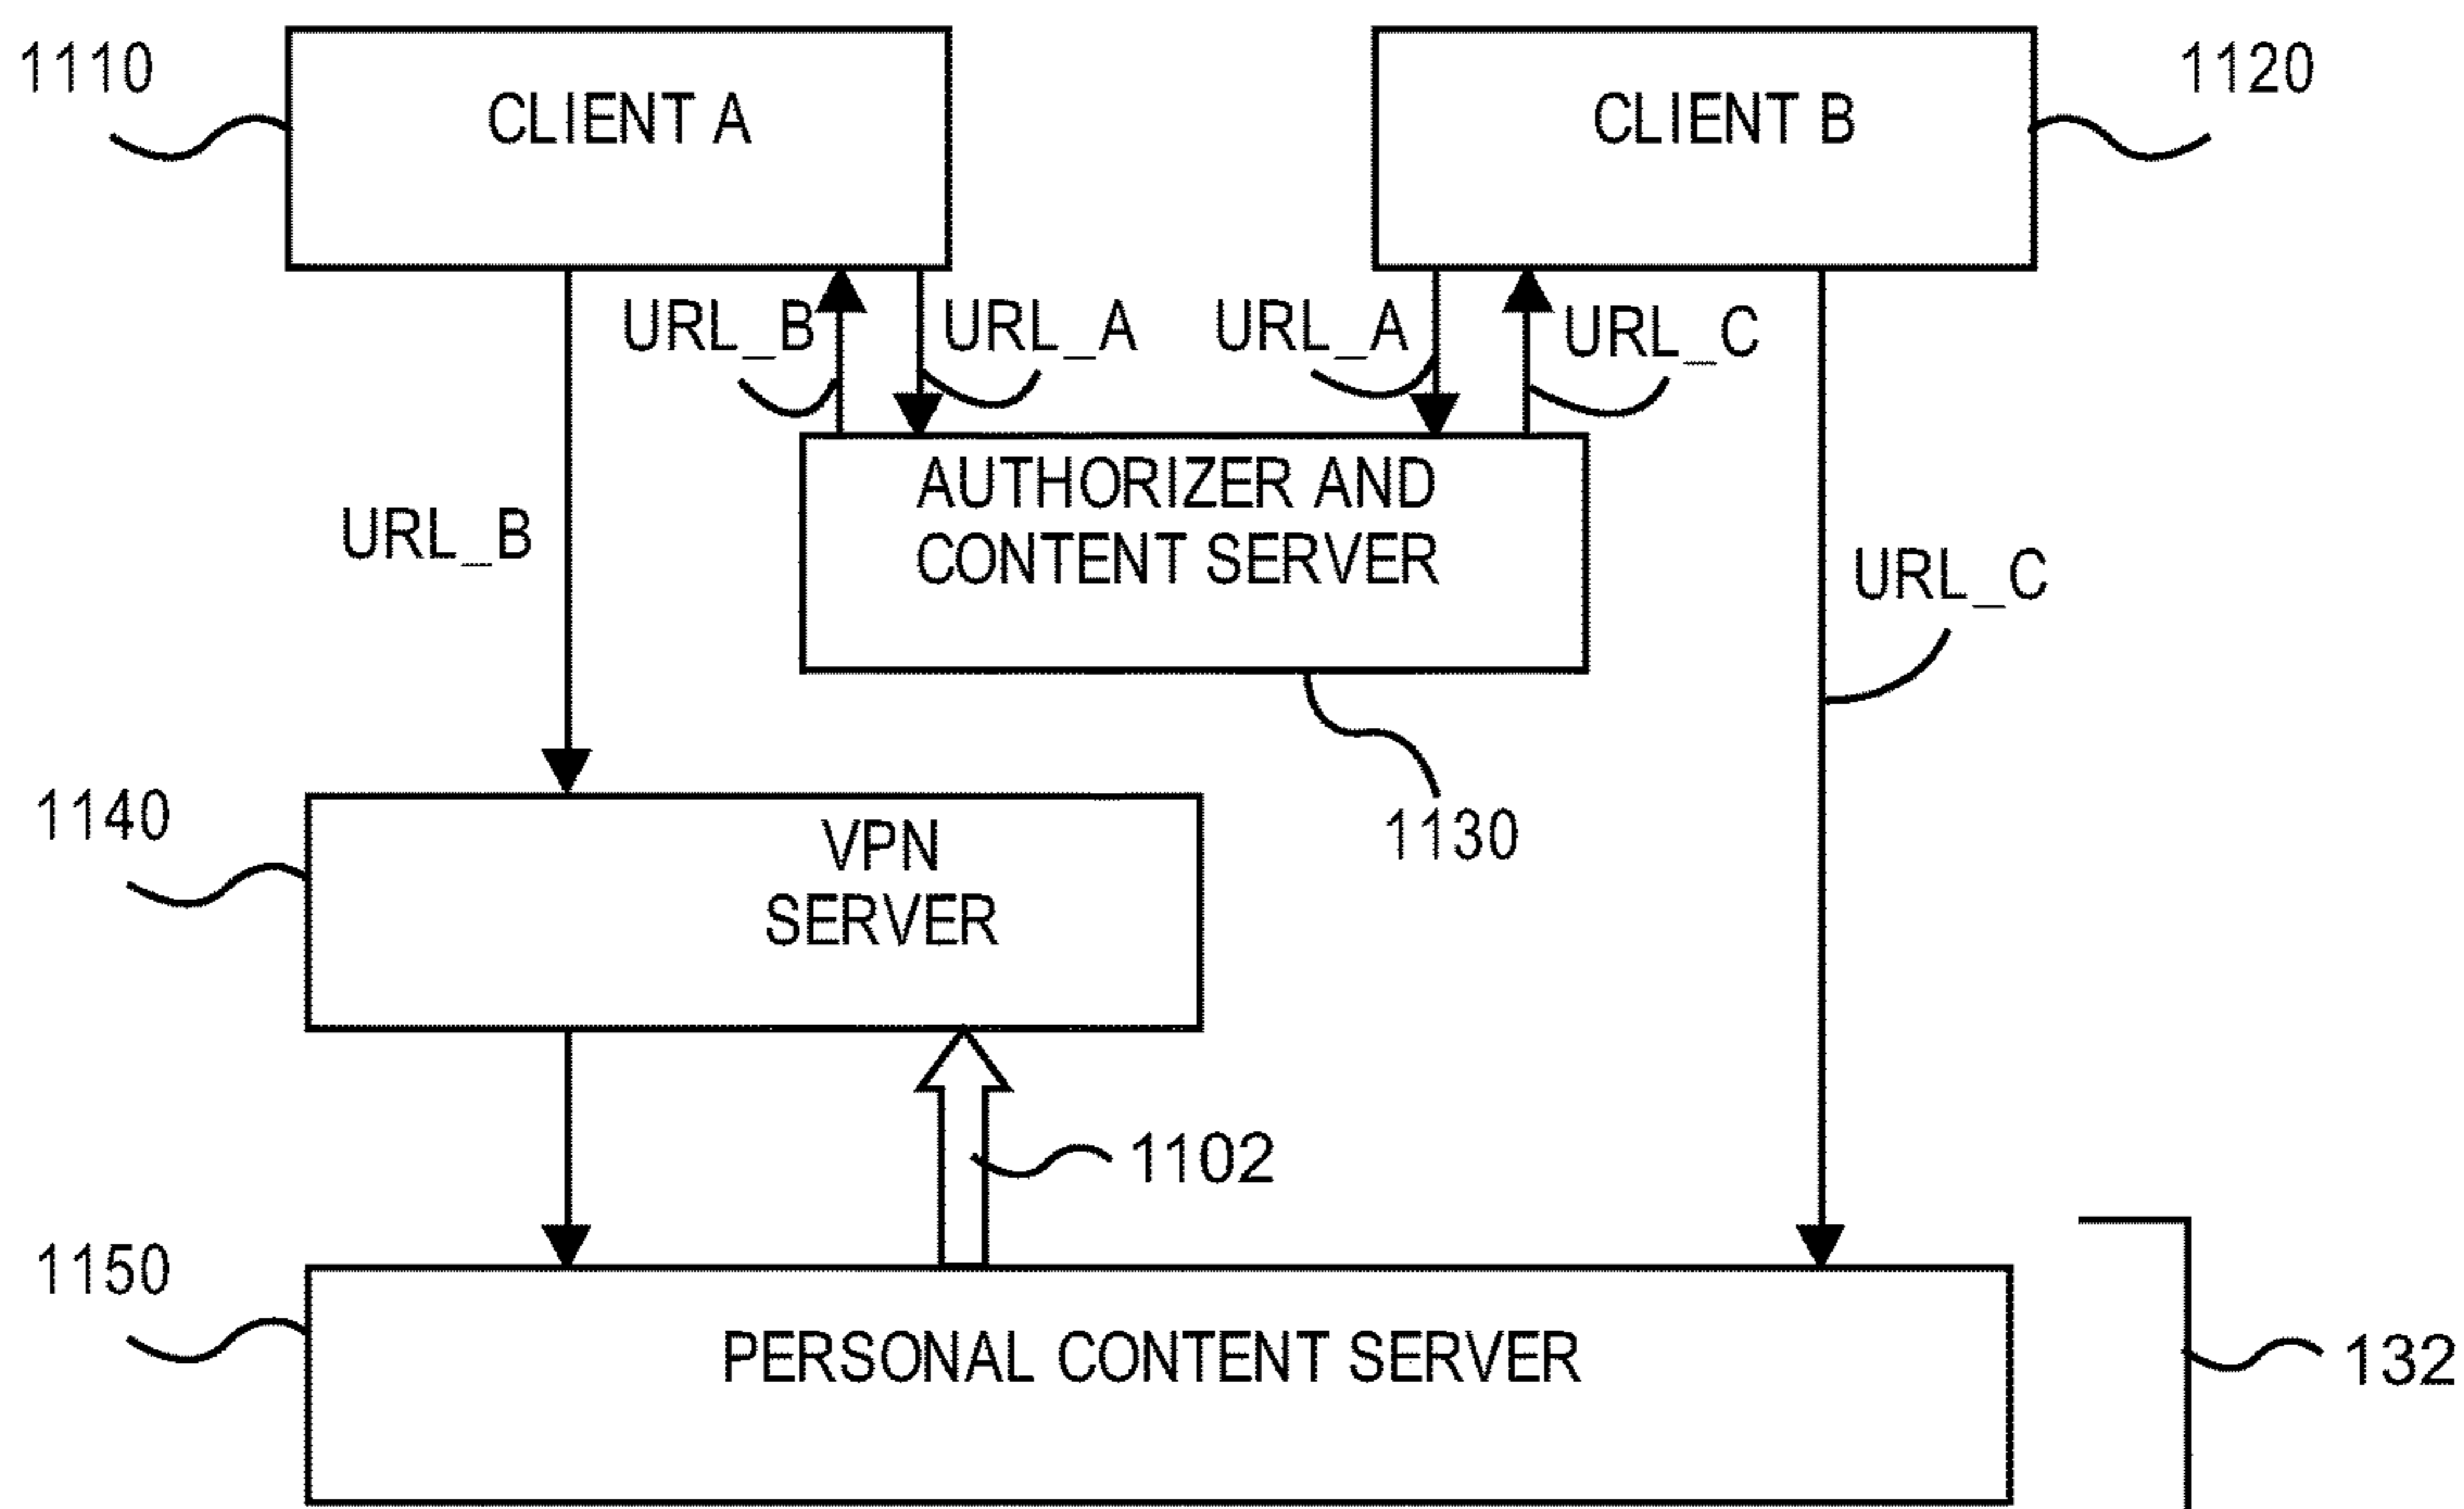 1110
CLIENT A
CLIENT B
1120
URL_B
URL_A
URL_A
URL_C
AUTHORIZER AND
CONTENT SERVER
URL_B
URL_C
1140
VPN
SERVER
1130
1102
1150
PERSONAL CONTENT SERVER
132